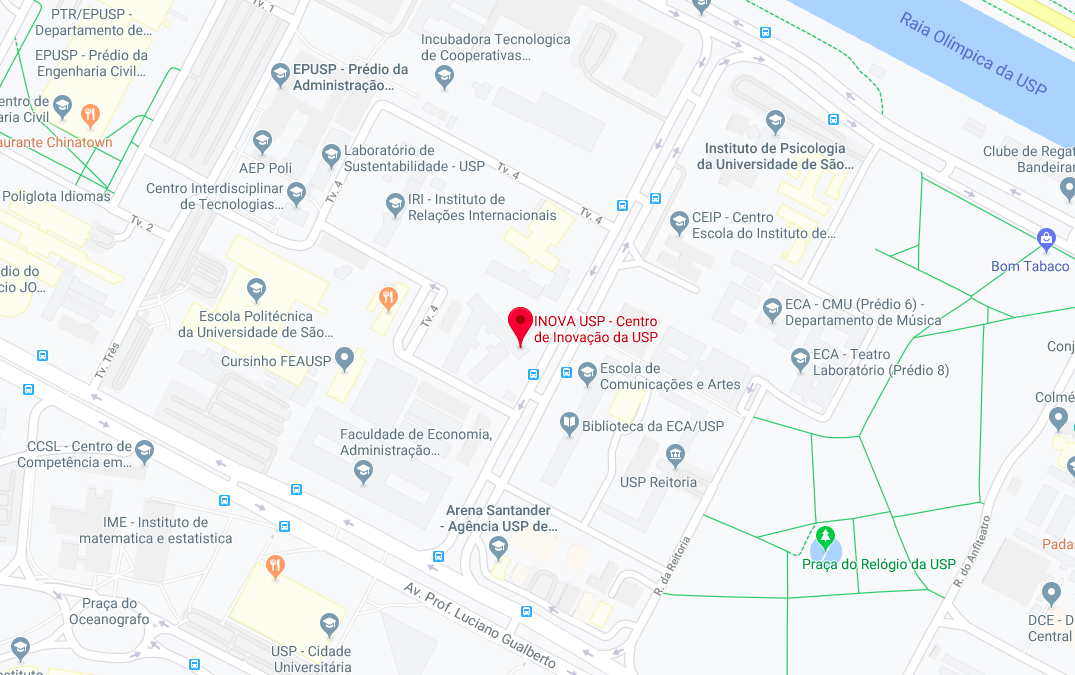 PTR/EPUSP -
Departamento de...
Tv. 1
EPUSP - Prédio da
Engenharia Civil...
EPUSP - Prédio da
Administração...
Incubadora Tecnologica
de Cooperativas...
Raia Olímpica da USP
entro de
aria Civil
aurante Chinatown
AEP Poli
Laboratório de
Sustentabilidade - USP
Instituto de Psicologia
da Universidade de São...
Clube de Regat
Bandeiran
Poliglota Idiomas
Centro Interdisciplinar
de Tecnologias...
Tv. 4
Tv. 4
Tv. 4
IRI - Instituto de
Relações Internacionais
CEIP - Centro
Escola do Instituto de...
Tv. 2
Bom Tabaco
dio do
cio JO...
Escola Politécnica
da Universidade de São...
Tv. 4
INOVA USP - Centro
de Inovação da USP
ECA - CMU (Prédio 6) -
Departamento de Música
Tv. Três
Cursinho FEAUSP
Escola de
Comunicações e Artes
ECA - Teatro
Laboratório (Prédio 8)
Conj
Colmé
CCSL - Centro de
Competência em...
Faculdade de Economia,
Administração...
Biblioteca da ECA/USP
USP Reitoria
IME - Instituto de
matematica e estatistica
Arena Santander
- Agência USP de...
R. da Reitoria
Praça do Relógio da USP
R. do Anfiteatro
Pada
Praça do
Oceanografo
Av. Prof. Luciano Gualberto
DCE - D
Central
USP - Cidade
Universitária
nstituto